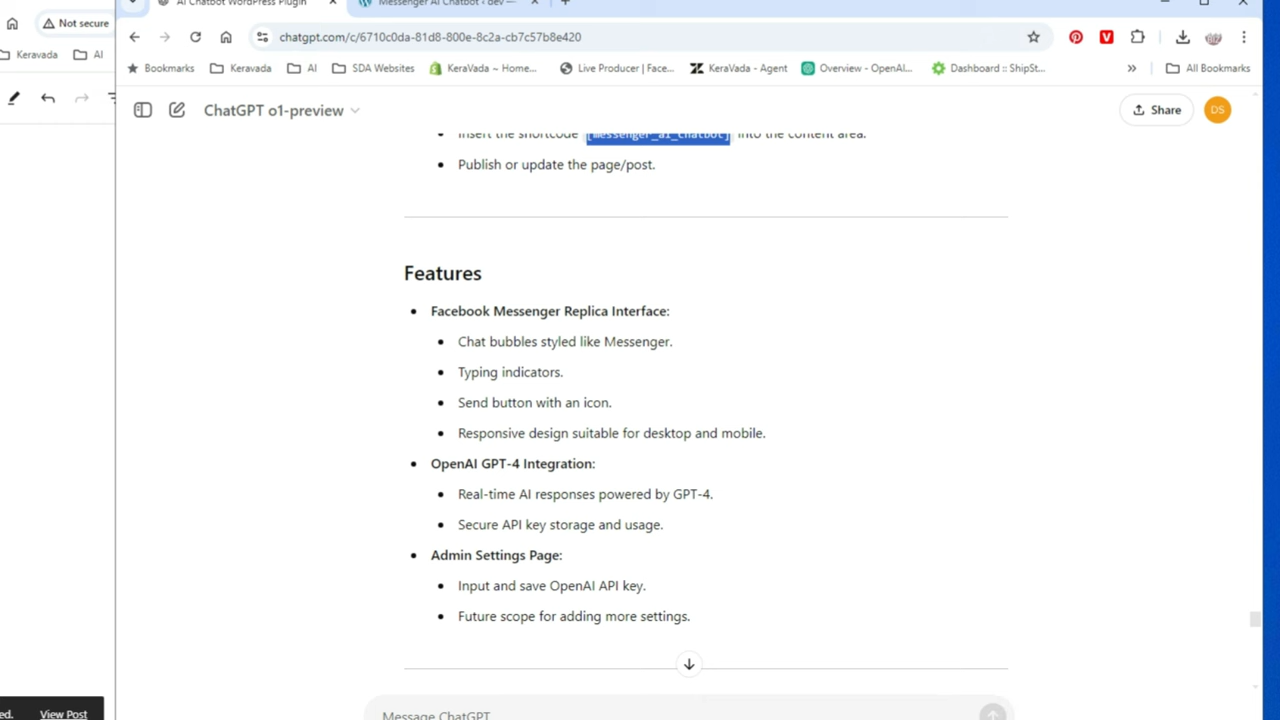 AI Chatbot WordPress Plugin
Messenger AI Chatbot ‹ dev —
Not secure
chatgpt.com/c/6710c0da-81d8-800e-8c2a-cb7c57b8e420
Keravada
AI
Bookmarks
Keravada
AI
SDA Websites
KeraVada ~ Home...
Live Producer | Face...
KeraVada - Agent
Overview - OpenAI...
Dashboard :: ShipSt...
»
All Bookmarks
ChatGPT o1-preview
Share
DS
Insert the shortcode [messenger_ai_chatbot] into the content area.
Publish or update the page/post.
Features
Facebook Messenger Replica Interface:
Chat bubbles styled like Messenger.
Typing indicators.
Send button with an icon.
Responsive design suitable for desktop and mobile.
OpenAI GPT-4 Integration:
Real-time AI responses powered by GPT-4.
Secure API key storage and usage.
Admin Settings Page:
Input and save OpenAI API key.
Future scope for adding more settings.
Message ChatGPT
ed. View Post